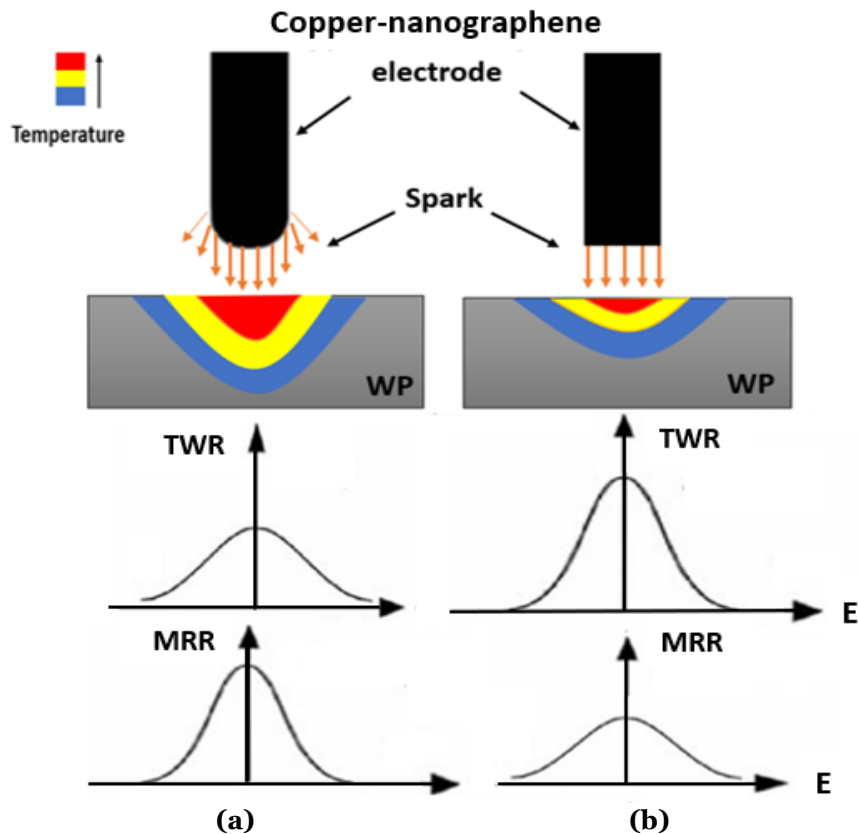 Copper-nanographene
electrode
Temperature
Spark
WP
WP
TWR
TWR
E
MRR
MRR
E
(a)
(b)